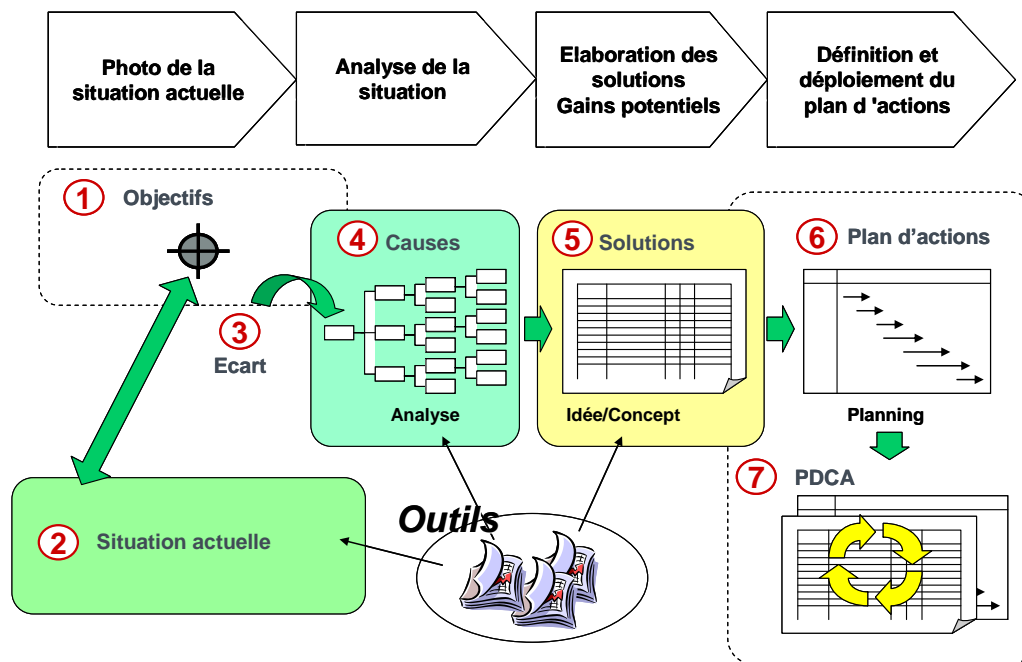 Photo de la
situation actuelle
Analyse de la
situation
Elaboration des
solutions
Gains potentiels
Définition et
déploiement du
plan d 'actions
1 Objectifs
4 Causes
5 Solutions
6 Plan d'actions
3
Ecart
Analyse
Idée/Concept
Planning
7 PDCA
Outils
2 Situation actuelle